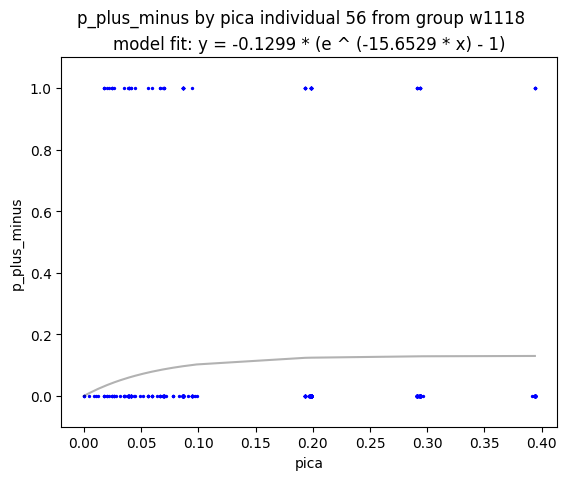 p_plus_minus by pica individual 56 from group w1118
model fit: y = -0.1299 * (e ^ (-15.6529 * x) - 1)
p_plus_minus
1.0
0.8
0.6
0.4
0.2
0.0
0.00 0.05 0.10 0.15 0.20 0.25 0.30 0.35 0.40
pica